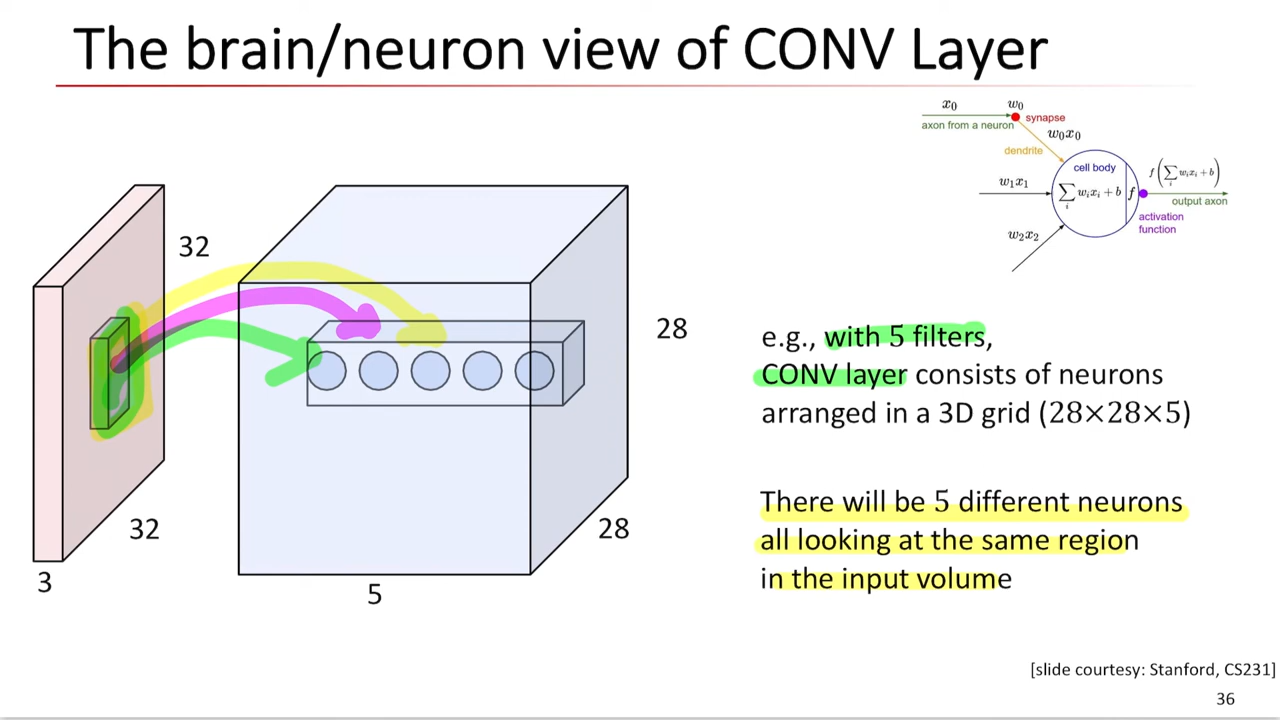 The brain/neuron view of CONV Layer
x₀
w₀
axon from a neuron
synapse
w₀x₀
dendrite
cell body
f(∑ᵢ wᵢxᵢ + b)
w₁x₁
∑ᵢ wᵢxᵢ + b
f
output axon
activation
function
w₂x₂
32
28
e.g., with 5 filters,
CONV layer consists of neurons
arranged in a 3D grid (28×28×5)
There will be 5 different neurons
all looking at the same region
in the input volume
32
28
3
5
[slide courtesy: Stanford, CS231]
36